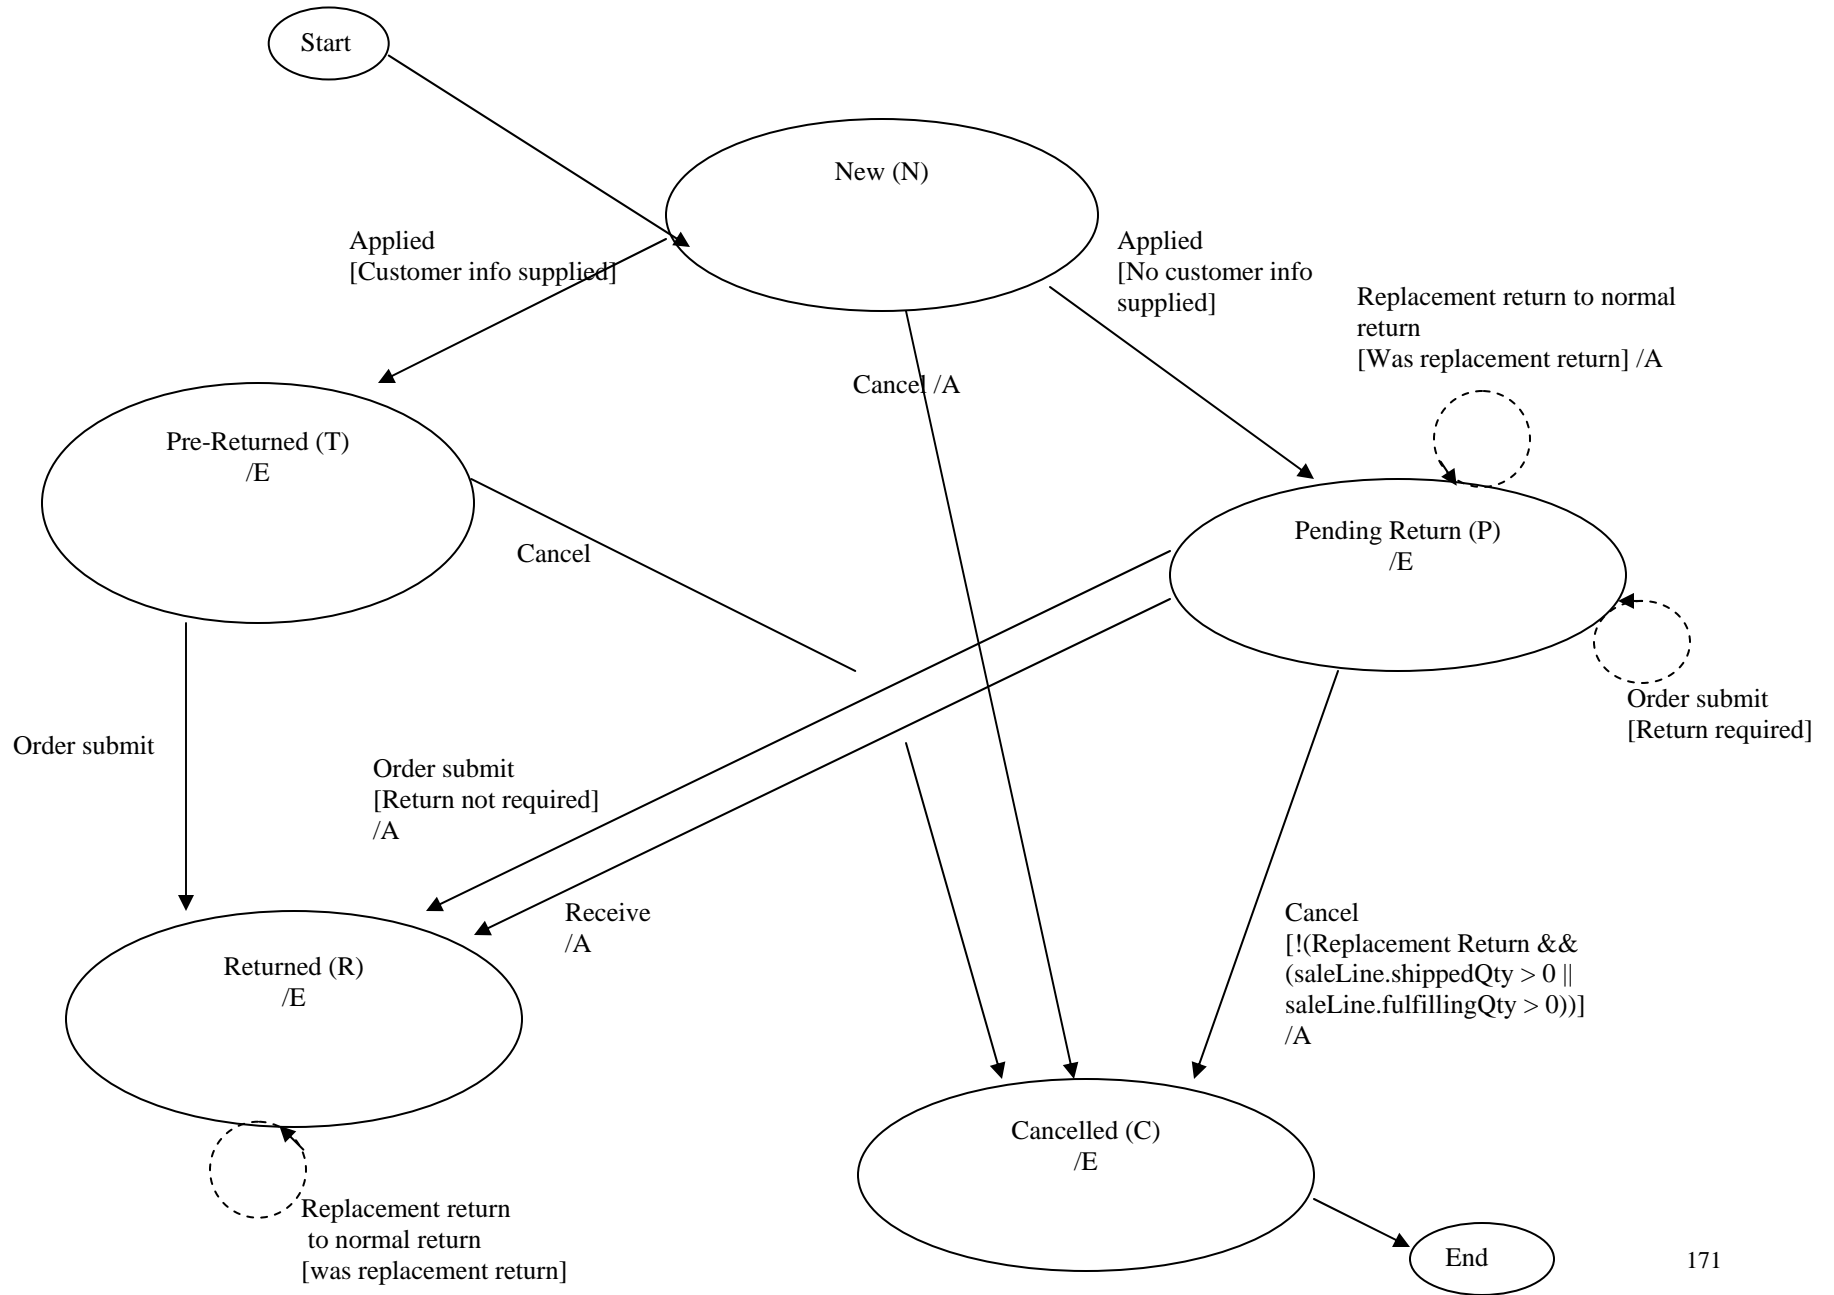 Start
New (N)
Applied
[Customer info supplied]
Applied
[No customer info
supplied]
Replacement return to normal
return
[Was replacement return] /A
Cancel /A
Pre-Returned (T)
/E
Cancel
Pending Return (P)
/E
Order submit
[Return required]
Order submit
Order submit
[Return not required]
/A
Receive
/A
Cancel
[!(Replacement Return &&
(saleLine.shippedQty > 0 ||
saleLine.fulfillingQty > 0))]
/A
Returned (R)
/E
Cancelled (C)
/E
Replacement return
to normal return
[was replacement return]
End
171